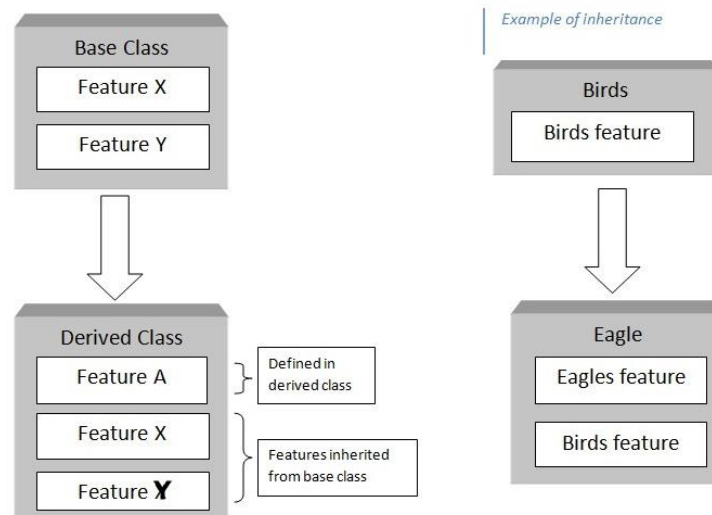 Base Class
Feature X
Feature Y
Derived Class
Feature A
Feature X
Feature Y
Defined in
derived class
Features inherited
from base class
Example of inheritance
Birds
Birds feature
Eagle
Eagles feature
Birds feature